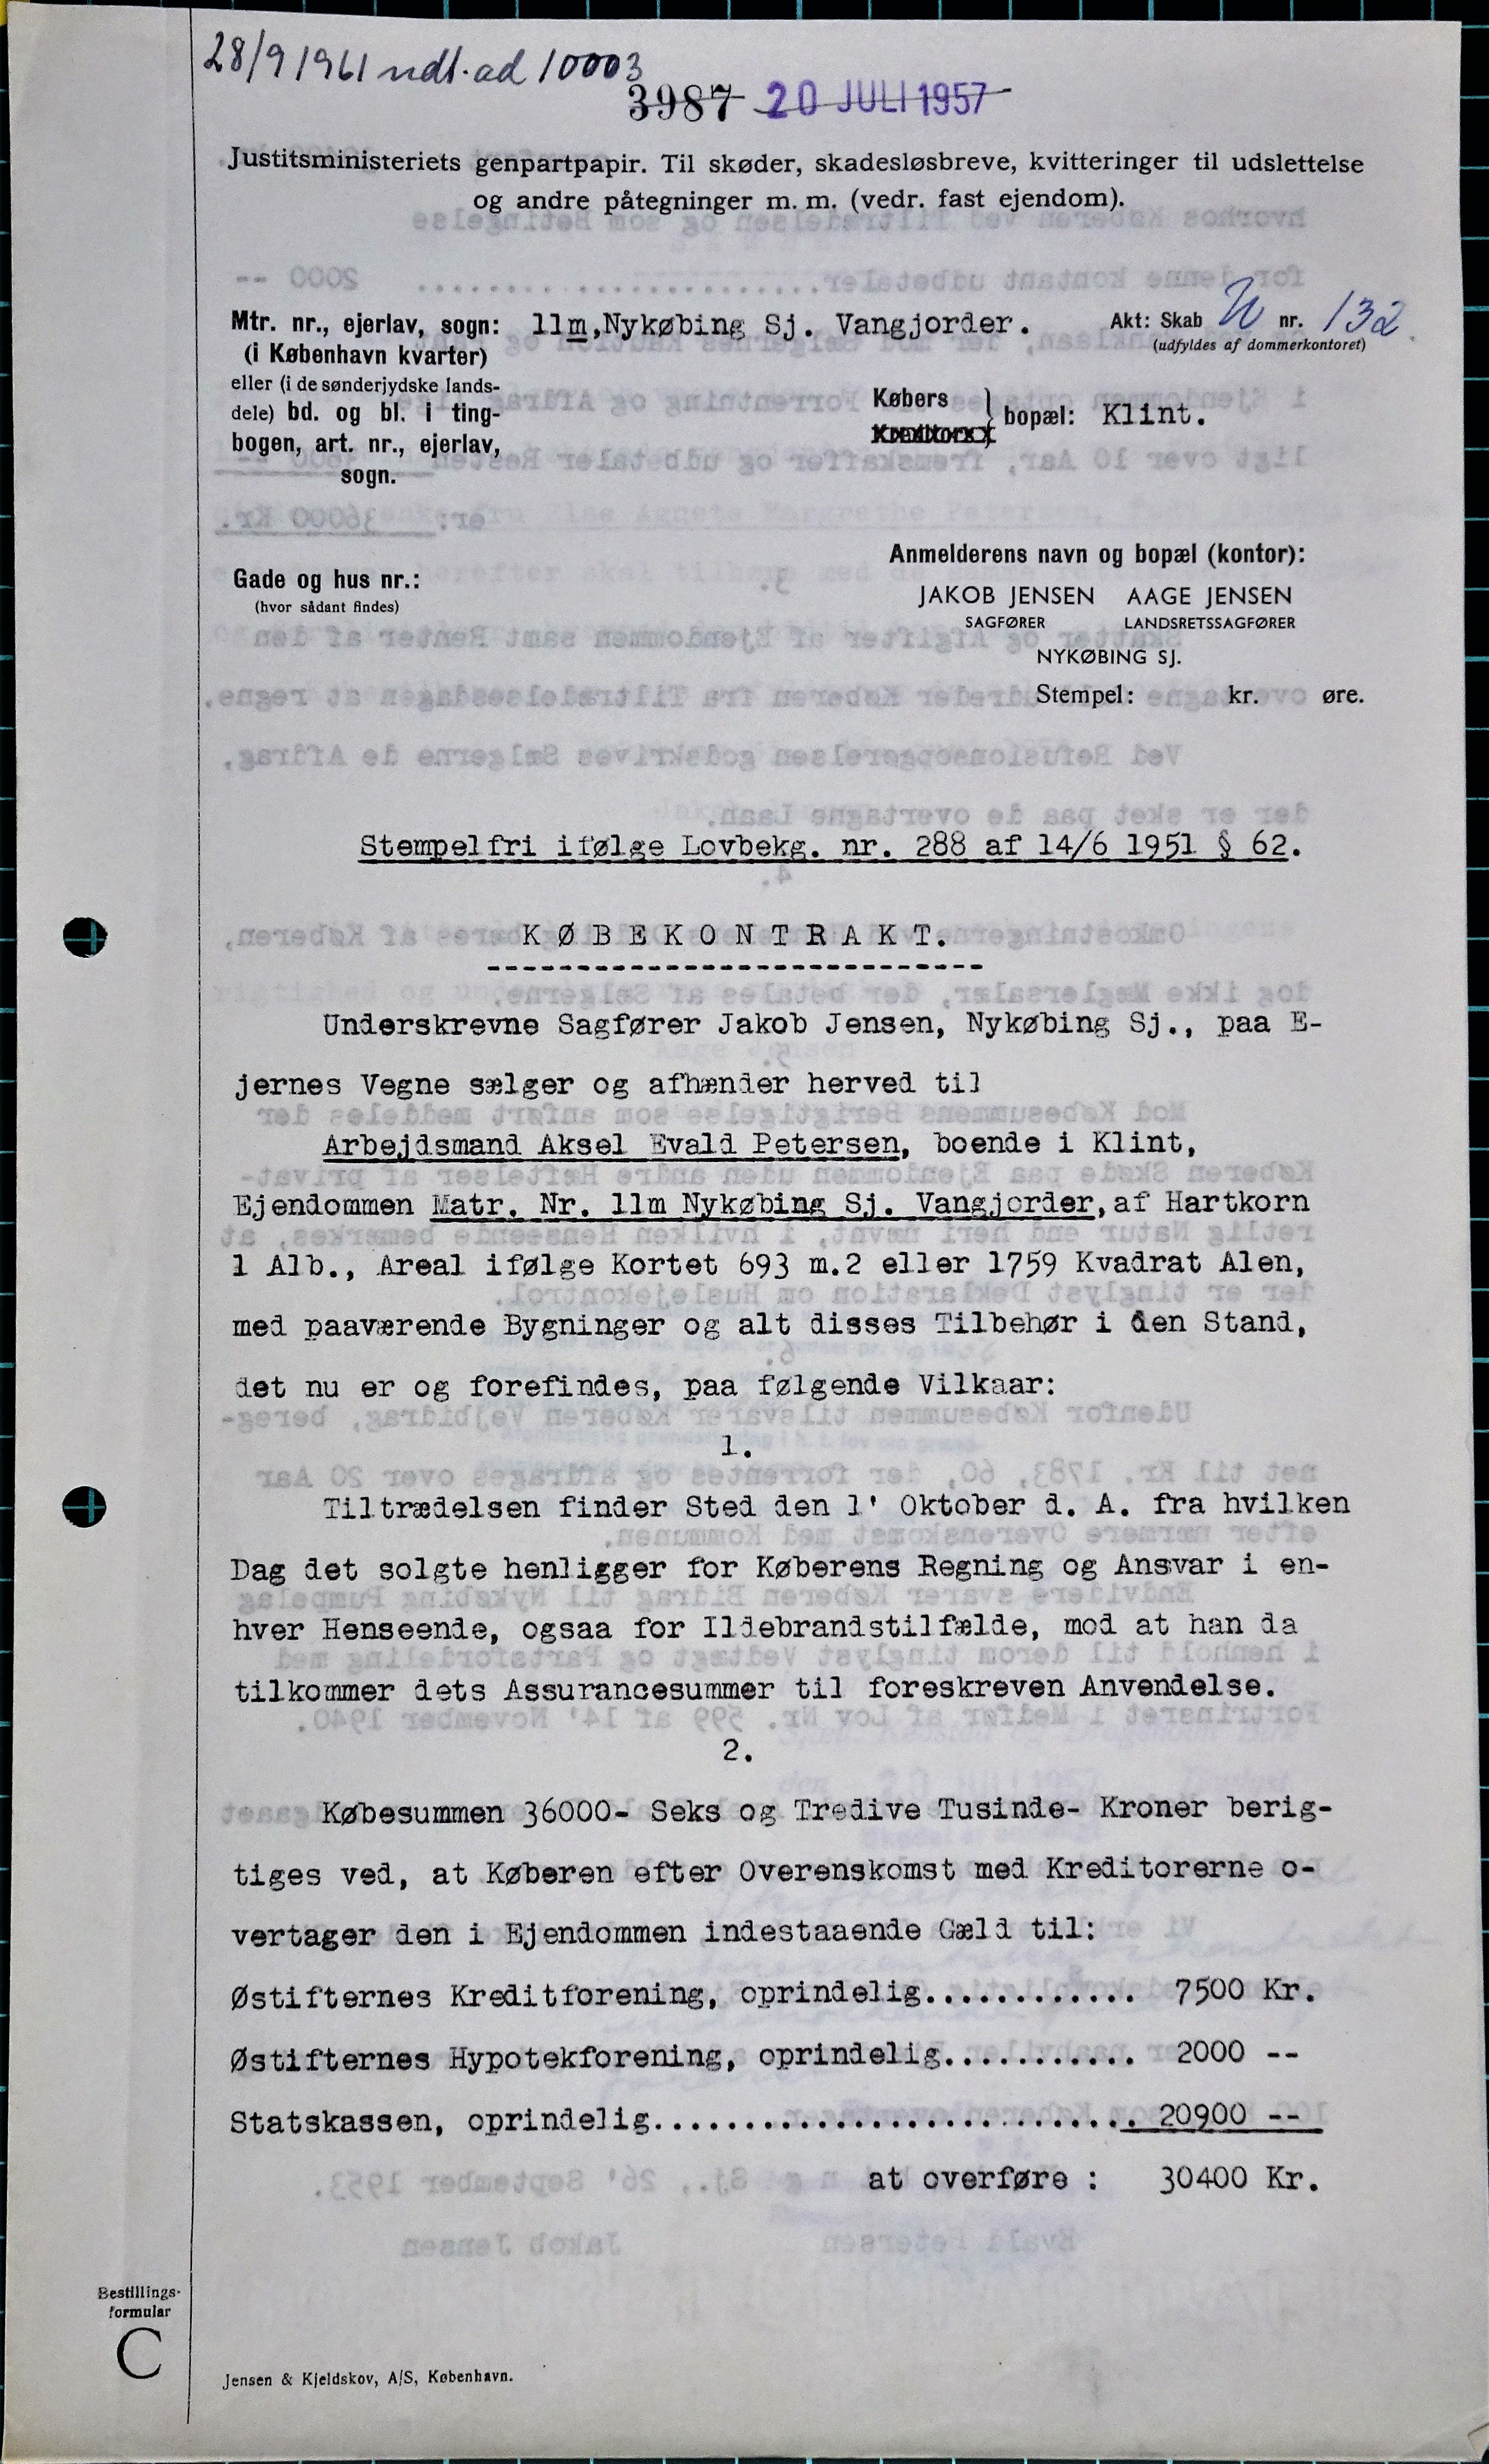 28/9 1961 udl. ad 10003
3987 20 JULI 1957
Justitsministeriets genpartpapir. Til skøder, skadesløsbreve, kvitteringer til udslettelse
og andre påtegninger m. m. (vedr. fast ejendom).
Mtr. nr., ejerlav, sogn: 11m, Nykøbing Sj. Vangjorder.
Akt: Skab N nr. 132
(udfyldes af dommerkontoret)
(i København kvarter)
eller (i de sønderjydske lands-
dele) bd. og bl. i ting-
bogen, art. nr., ejerlav,
sogn.
Købers
Kreditors
bopæl: Klint.
Gade og hus nr.:
(hvor sådant findes)
Anmelderens navn og bopæl (kontor):
JAKOB JENSEN AAGE JENSEN
SAGFØRER LANDSRETSSAGFØRER
NYKØBING SJ.
Stempel: kr. øre.
Stempelfri ifølge Lovbekg. nr. 288 af 14/6 1951 § 62.
K Ø B E K O N T R A K T.
----------------------------
Underskrevne Sagfører Jakob Jensen, Nykøbing Sj., paa E-
jernes Vegne sælger og afhænder herved til
Arbejdsmand Aksel Evald Petersen, boende i Klint,
Ejendommen Matr. Nr. 11m Nykøbing Sj. Vangjorder, af Hartkorn
1 Alb., Areal ifølge Kortet 693 m.2 eller 1759 Kvadrat Alen,
med paaværende Bygninger og alt disses Tilbehør i den Stand,
det nu er og forefindes, paa følgende Vilkaar:
1.
Tiltrædelsen finder Sted den 1' Oktober d. A. fra hvilken
Dag det solgte henligger for Køberens Regning og Ansvar i en-
hver Henseende, ogsaa for Ildebrandstilfælde, mod at han da
tilkommer dets Assurancesummer til foreskreven Anvendelse.
2.
Købesummen 36000- Seks og Tredive Tusinde- Kroner berig-
tiges ved, at Køberen efter Overenskomst med Kreditorerne o-
vertager den i Ejendommen indestaaende Gæld til:
Østifternes Kreditforening, oprindelig............ 7500 Kr.
Østifternes Hypotekforening, oprindelig........... 2000 --
Statskassen, oprindelig........................... 20900 --
at overføre : 30400 Kr.
Bestillings-
formular
C
Jensen & Kjeldskov, A/S, København.